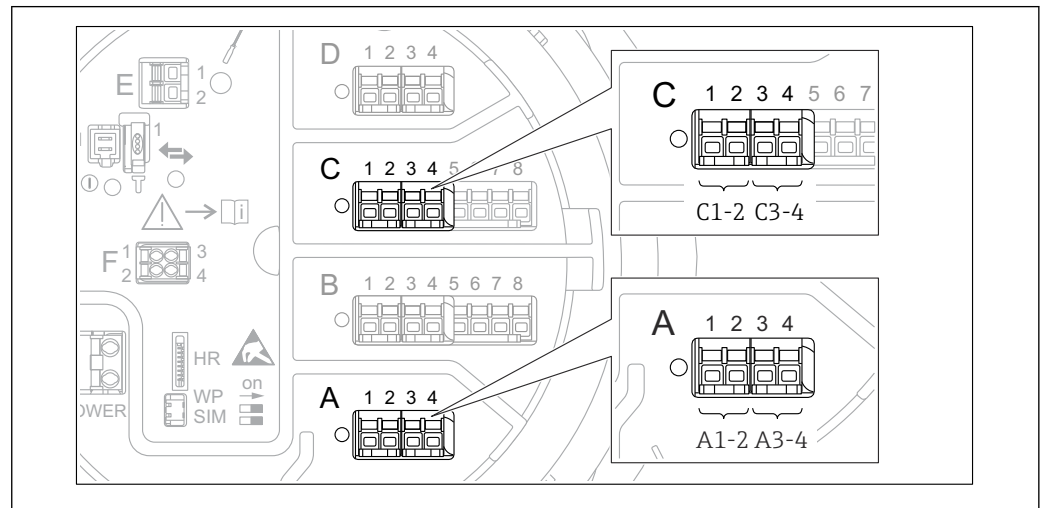 D 1 2 3 4
E 1
2
1
C 1 2 3 4 5 6 7 8
i
F 1 3
2 4
B 1 2 3 4 5 6 7 8
HR
WP on
SIM
OWER
A 1 2 3 4
C 1 2 3 4 5 6 7
C1-2 C3-4
A 1 2 3 4
A1-2 A3-4